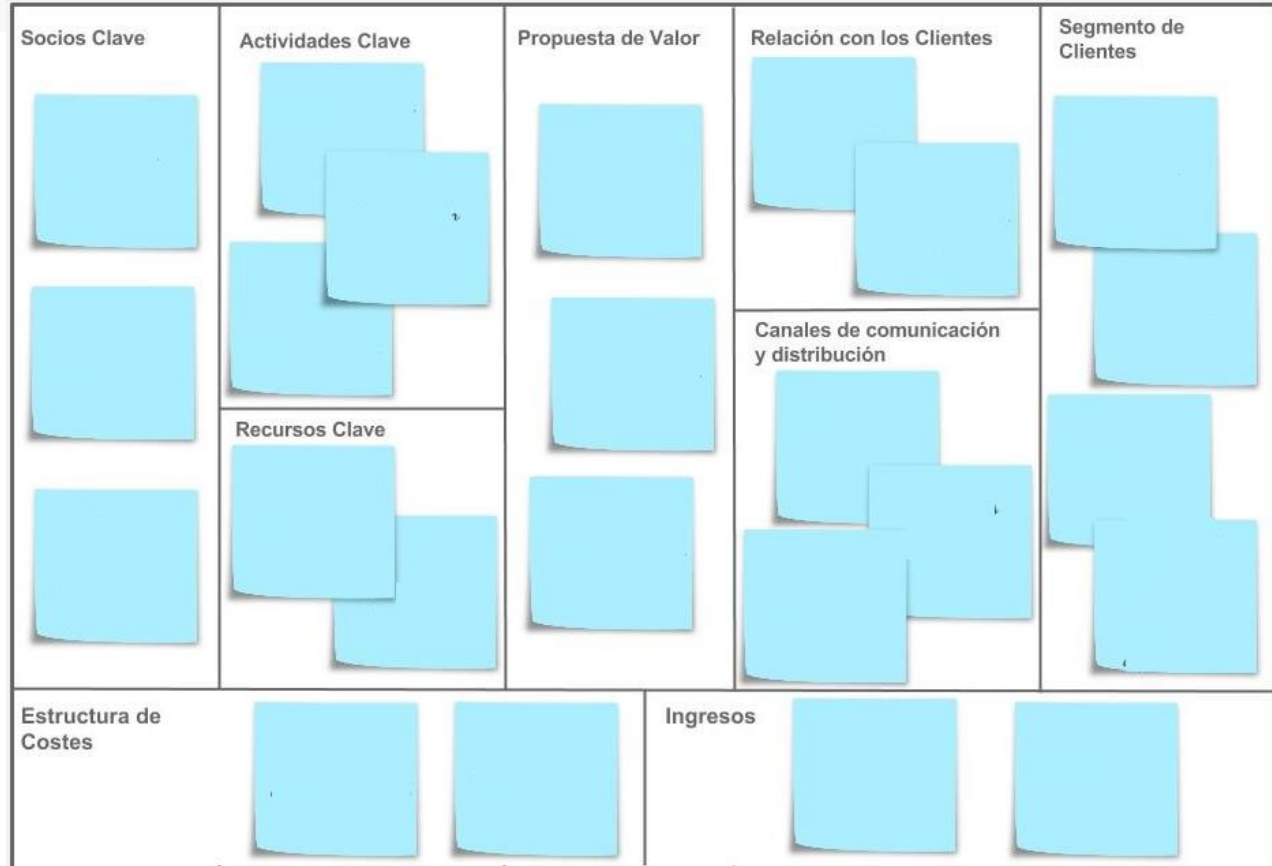 Socios Clave
Actividades Clave
Propuesta de Valor
Relación con los Clientes
Segmento de
Clientes
Canales de comunicación
y distribución
Recursos Clave
Estructura de
Costes
Ingresos